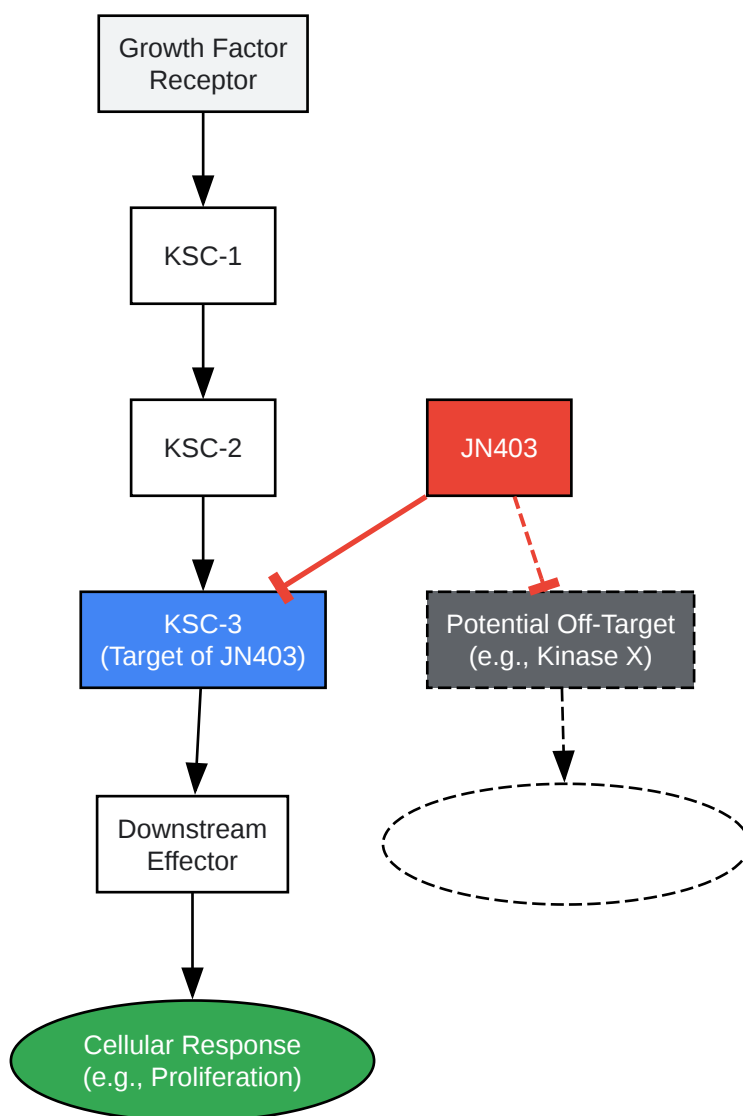 Growth Factor
Receptor
KSC-1
KSC-2
JN403
KSC-3
(Target of JN403)
Potential Off-Target
(e.g., Kinase X)
Downstream
Effector
Cellular Response
(e.g., Proliferation)